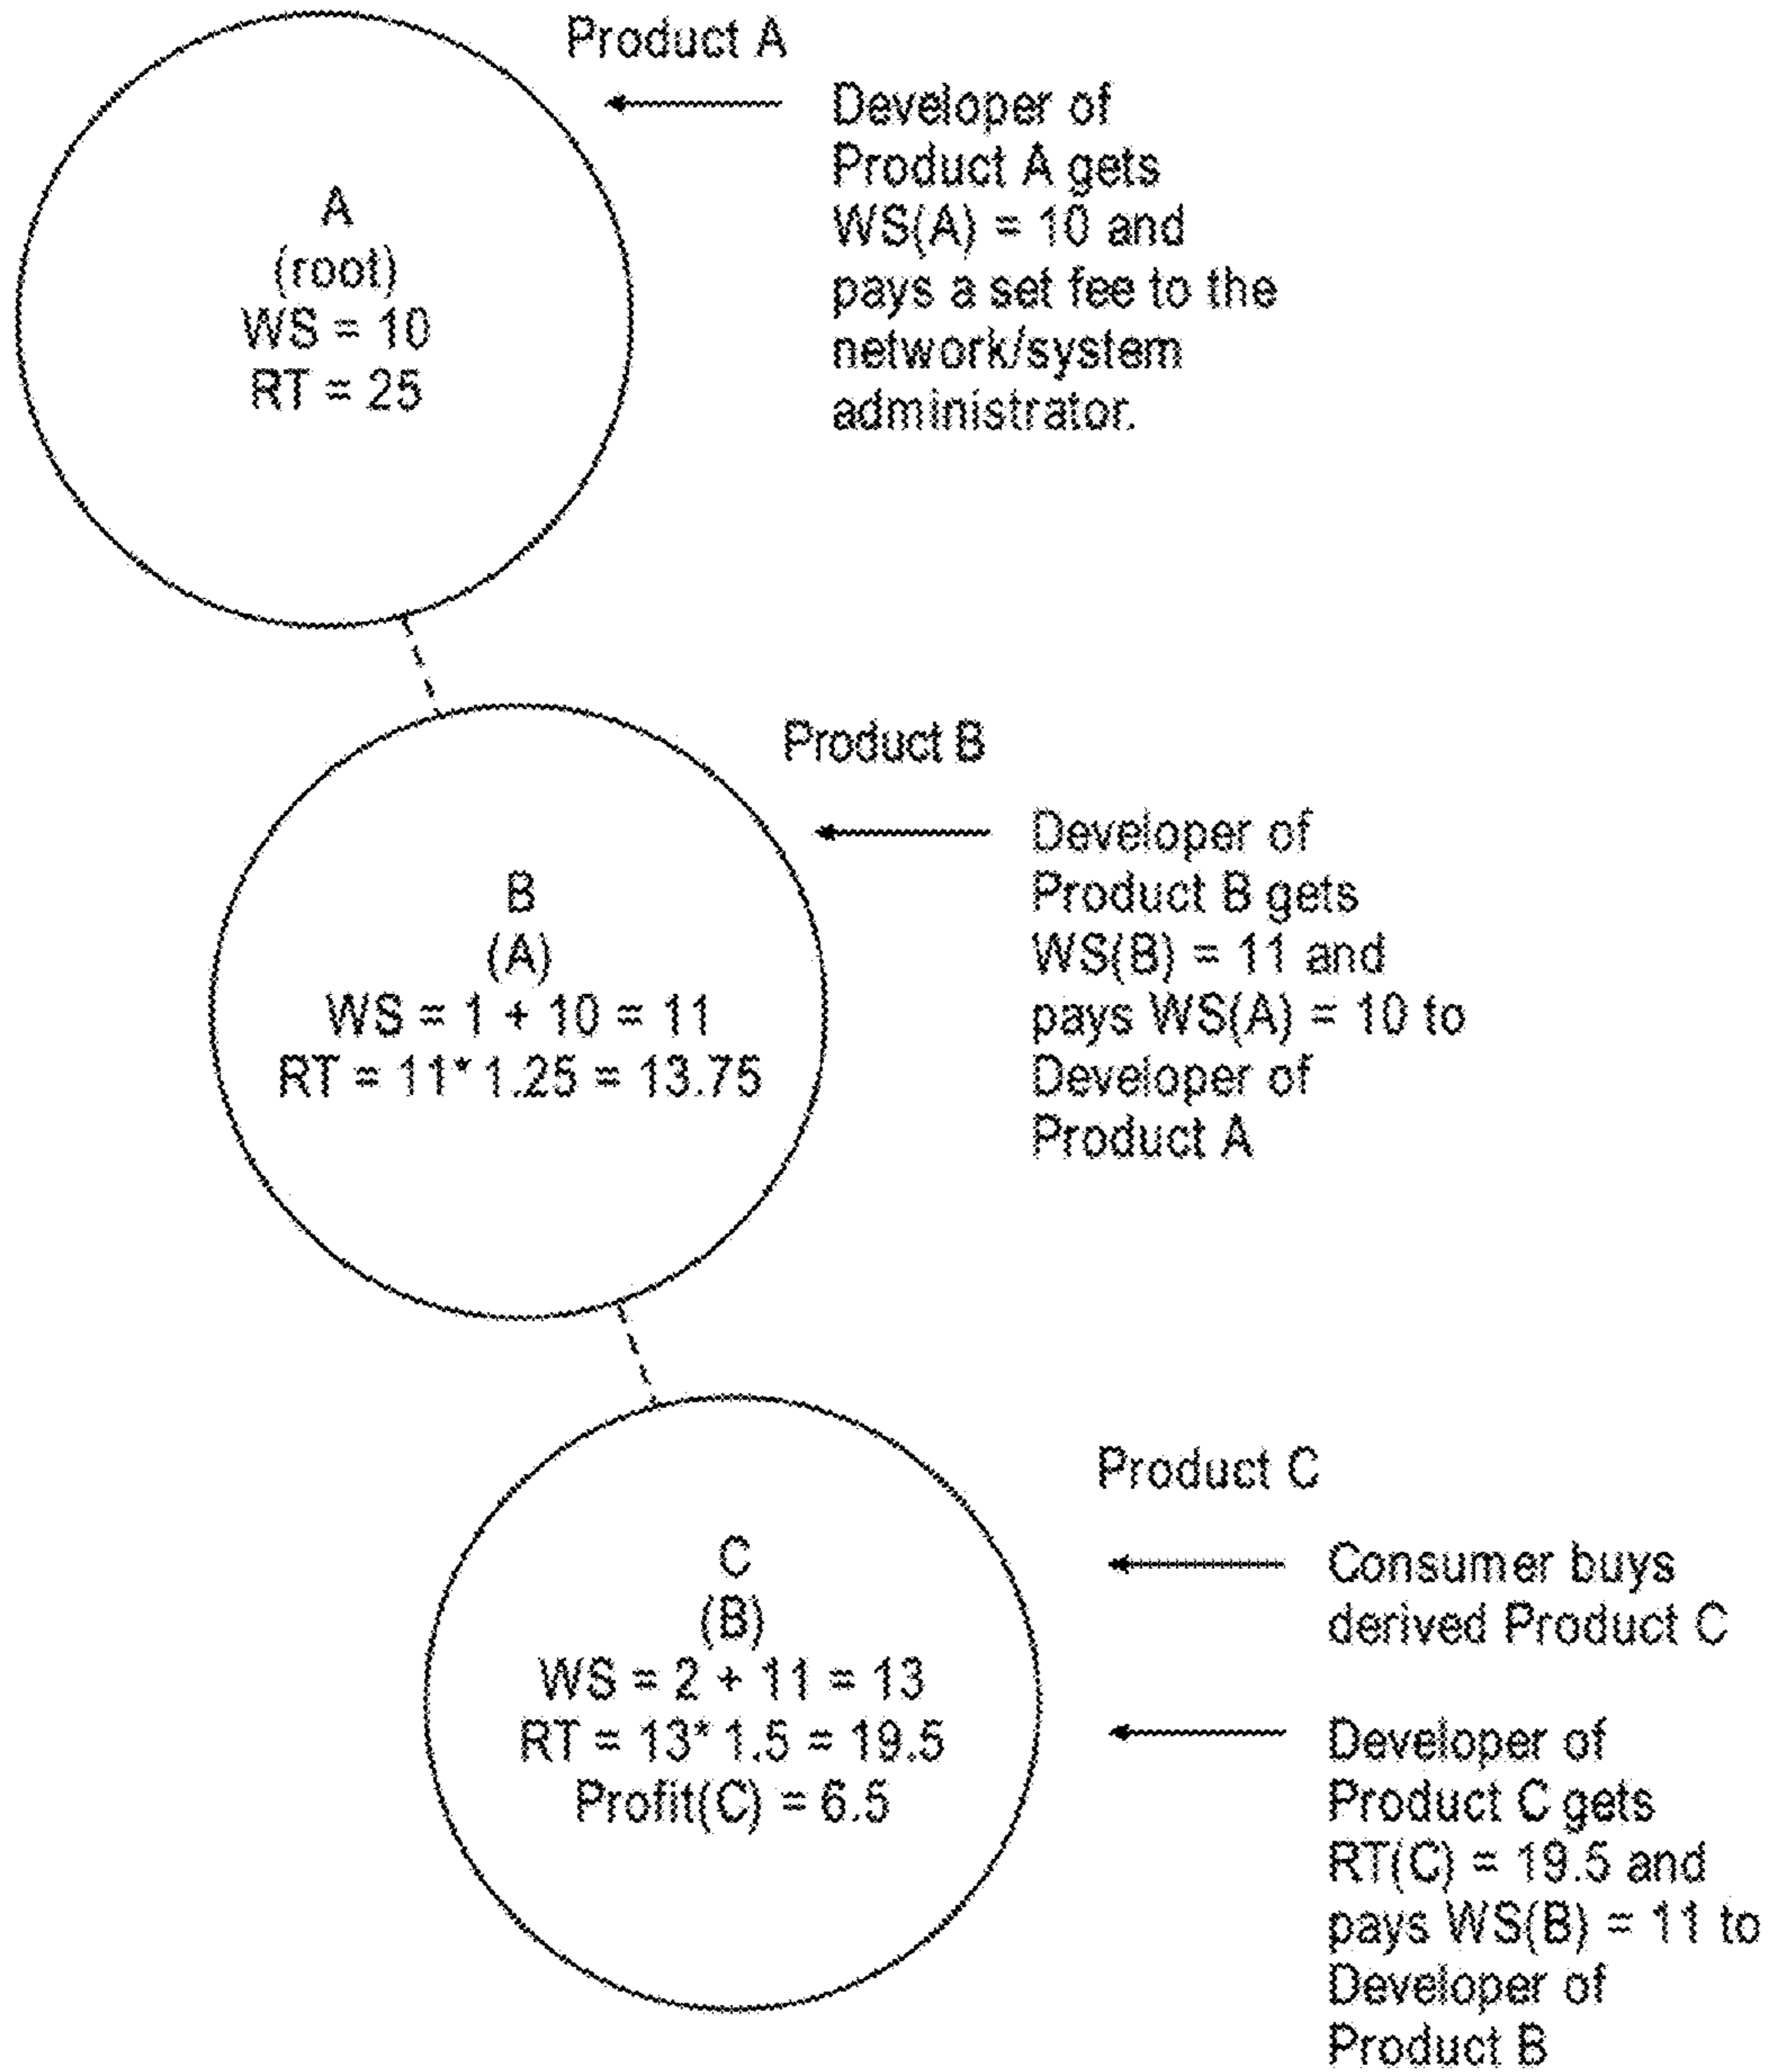 Product A
Developer of
Product A gets
WS(A) = 10 and
pays a set fee to the
network/system
administrator.
A
(root)
WS = 10
RT = 25
Product B
Developer of
Product B gets
WS(B) = 11 and
pays WS(A) = 10 to
Developer of
Product A
B
(A)
WS = 1 + 10 = 11
RT = 11* 1.25 = 13.75
Product C
Consumer buys
derived Product C
Developer of
Product C gets
RT(C) = 19.5 and
pays WS(B) = 11 to
Developer of
Product B
C
(B)
WS = 2 + 11 = 13
RT = 13* 1.5 = 19.5
Profit(C) = 6.5